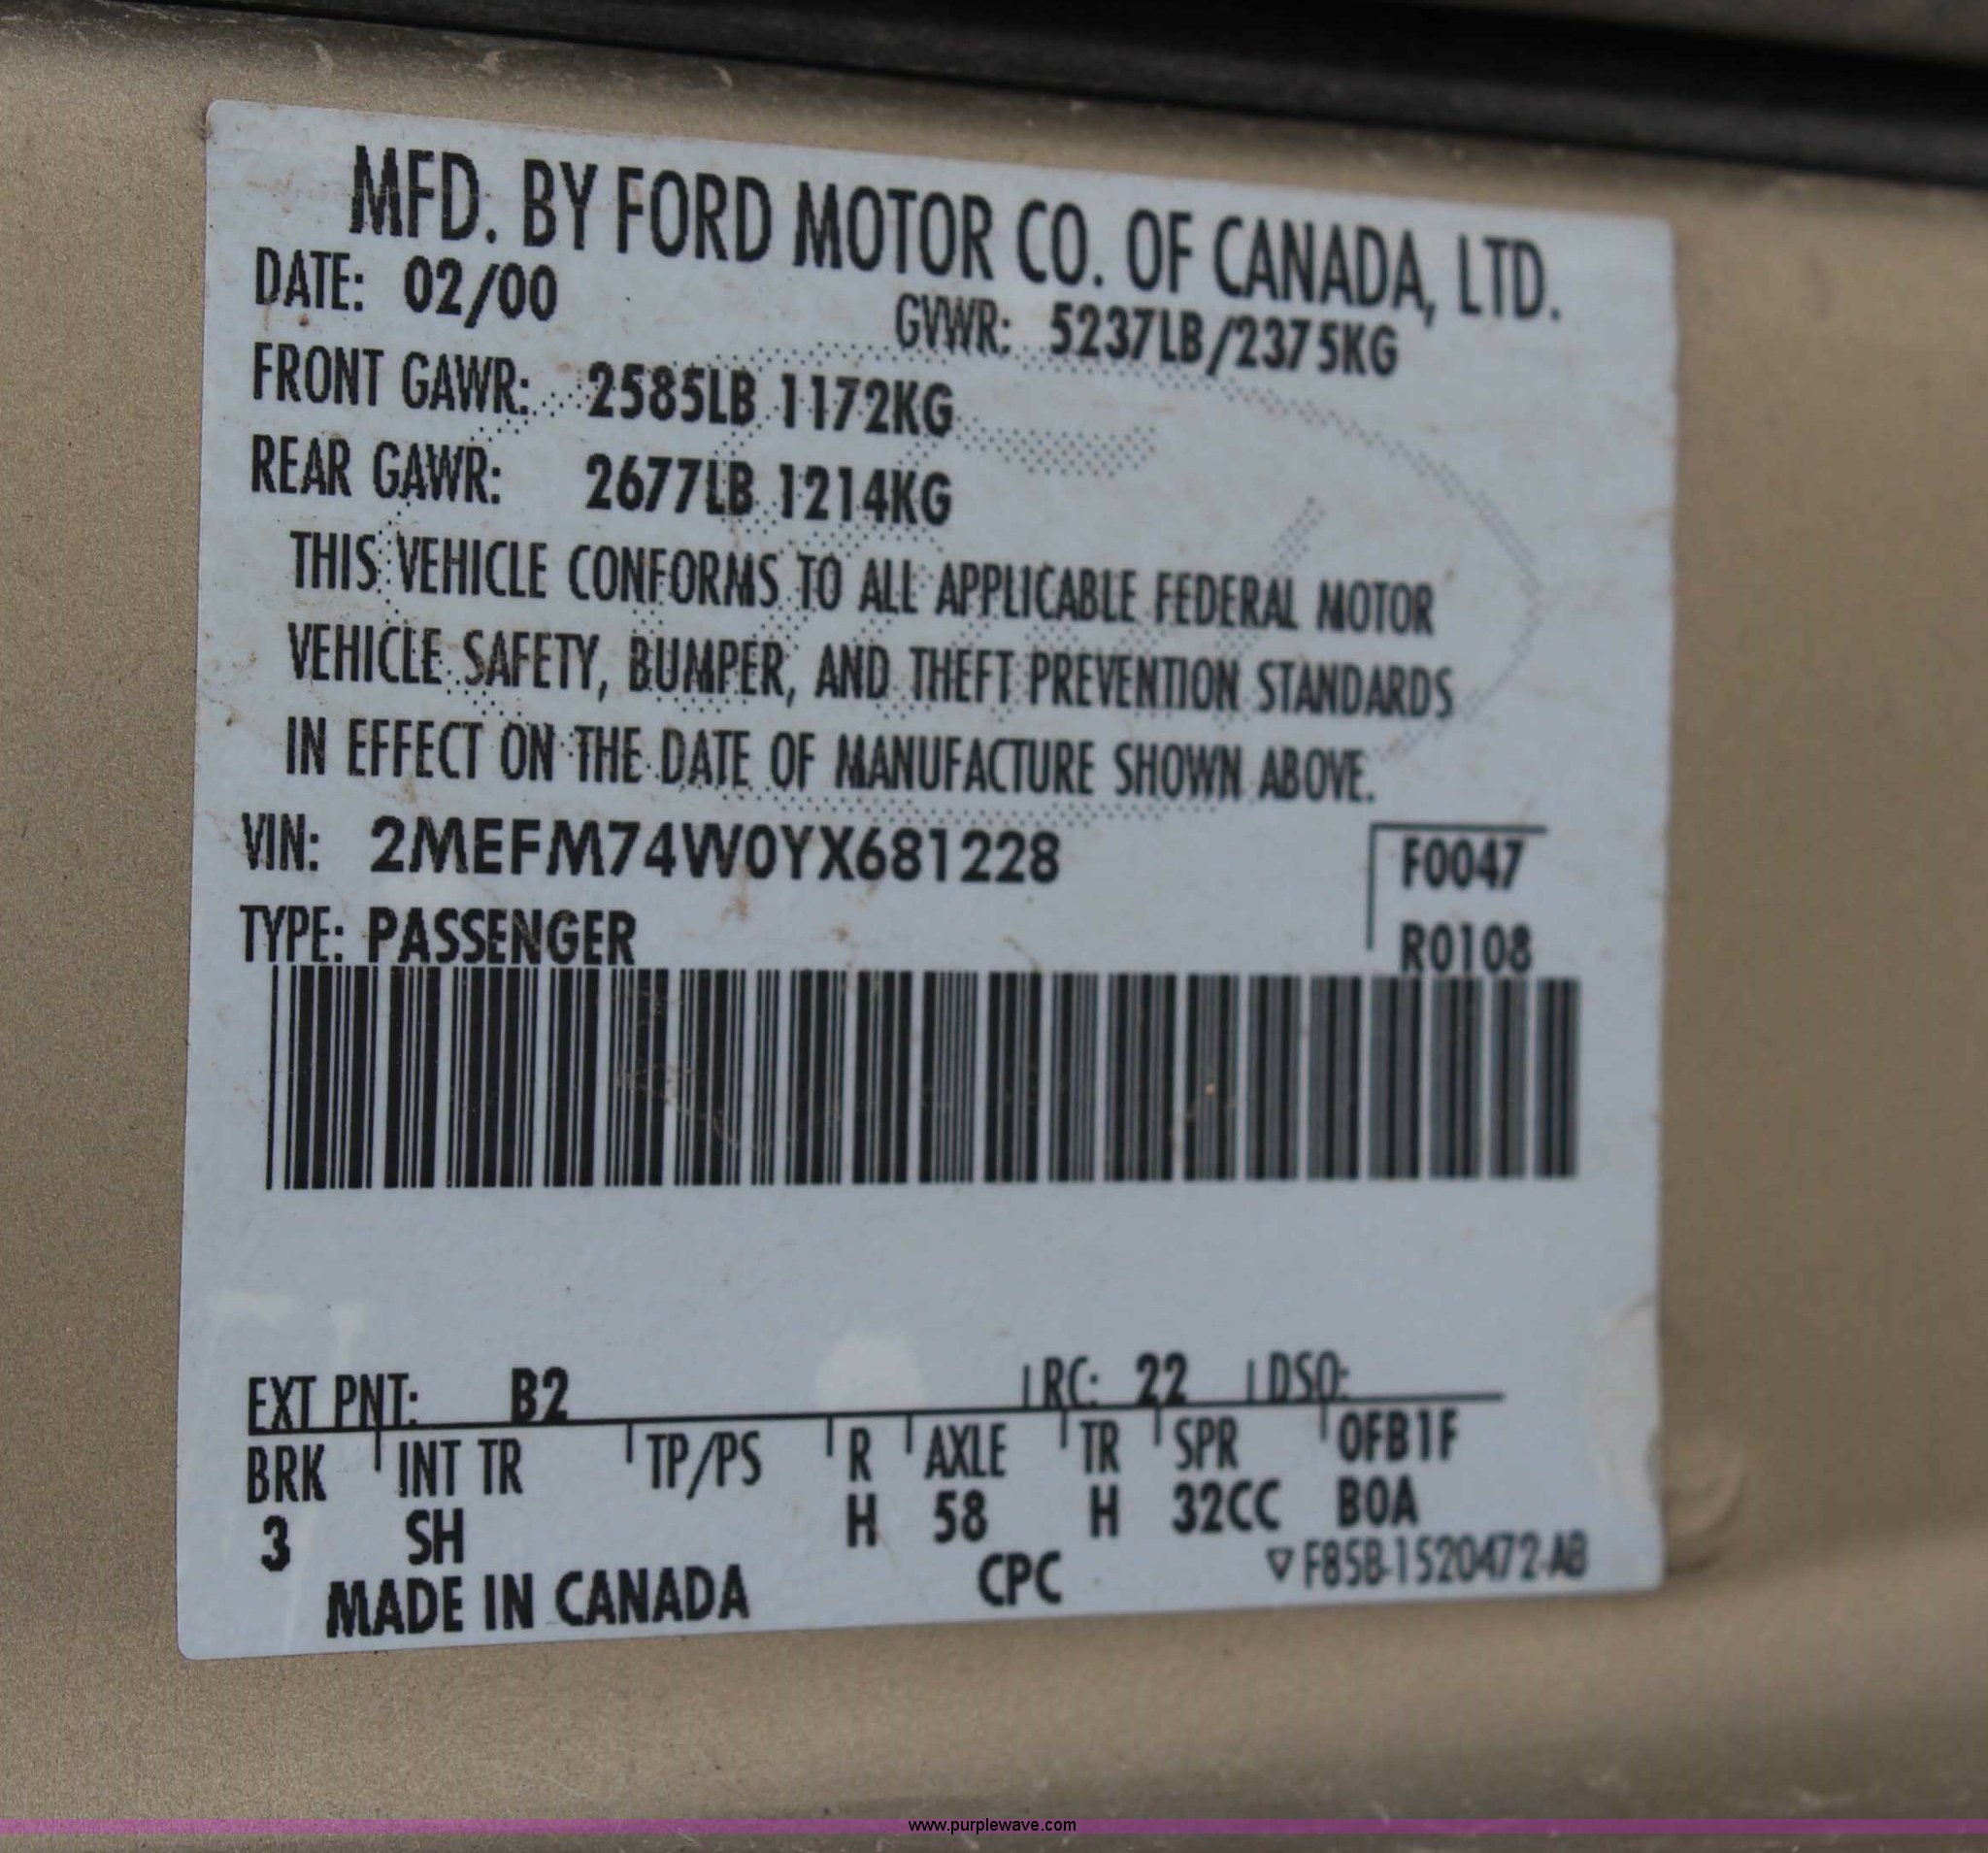 MFD. BY FORD MOTOR CO. OF CANADA, LTD.
DATE: 02/00
GVWR: 5237LB/2375KG
FRONT GAWR: 2585LB 1172KG
REAR GAWR: 2677LB 1214KG
THIS VEHICLE CONFORMS TO ALL APPLICABLE FEDERAL MOTOR
VEHICLE SAFETY, BUMPER, AND THEFT PREVENTION STANDARDS
IN EFFECT ON THE DATE OF MANUFACTURE SHOWN ABOVE.
VIN: 2MEFM74W0YX681228
F0047
TYPE: PASSENGER
R0108
EXT PNT: B2 RC: 22 DSO:
BRK INT TR TP/PS R AXLE TR SPR 0FB1F
3 SH H 58 H 32CC B0A
MADE IN CANADA CPC ▽ F85B-1520472-AB
www.purplewave.com